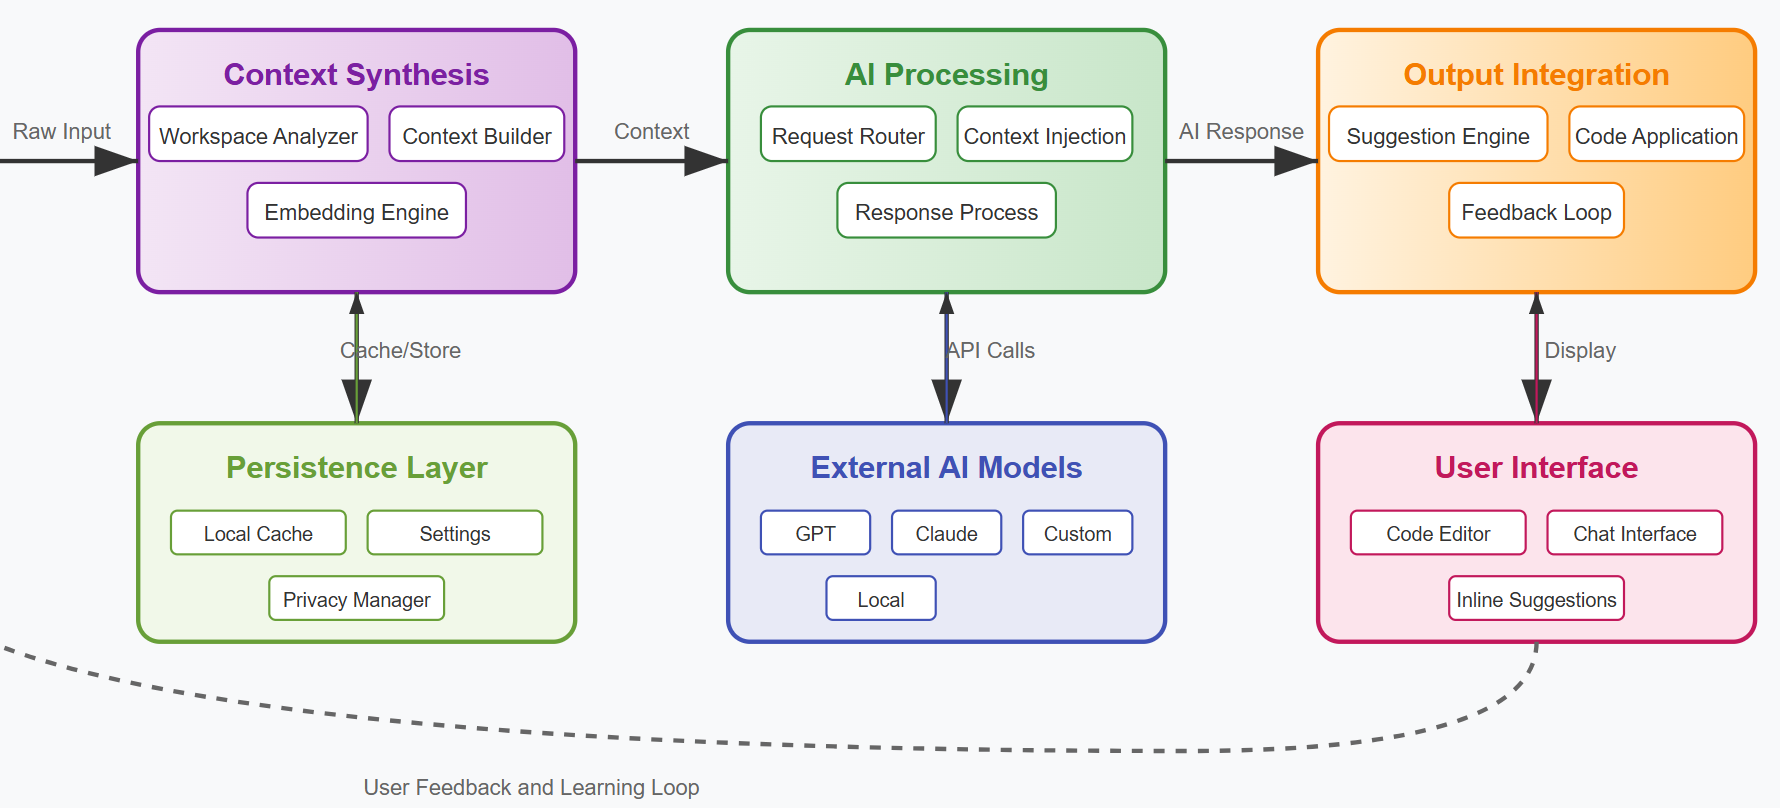 Context Synthesis
AI Processing
Output Integration
Raw Input
Workspace Analyzer
Context Builder
Context
Request Router
Context Injection
AI Response
Suggestion Engine
Code Application
Embedding Engine
Response Process
Feedback Loop
Cache/Store
API Calls
Display
Persistence Layer
External AI Models
User Interface
Local Cache
Settings
GPT
Claude
Custom
Code Editor
Chat Interface
Privacy Manager
Local
Inline Suggestions
User Feedback and Learning Loop